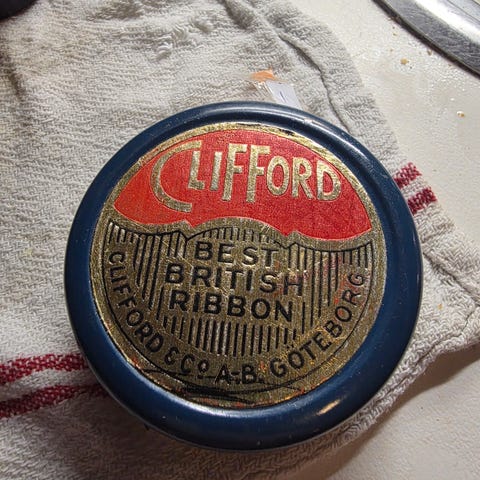 CLIFFORD
BEST
BRITISH
RIBBON
CLIFFORD & Co A-B. GÖTEBORG